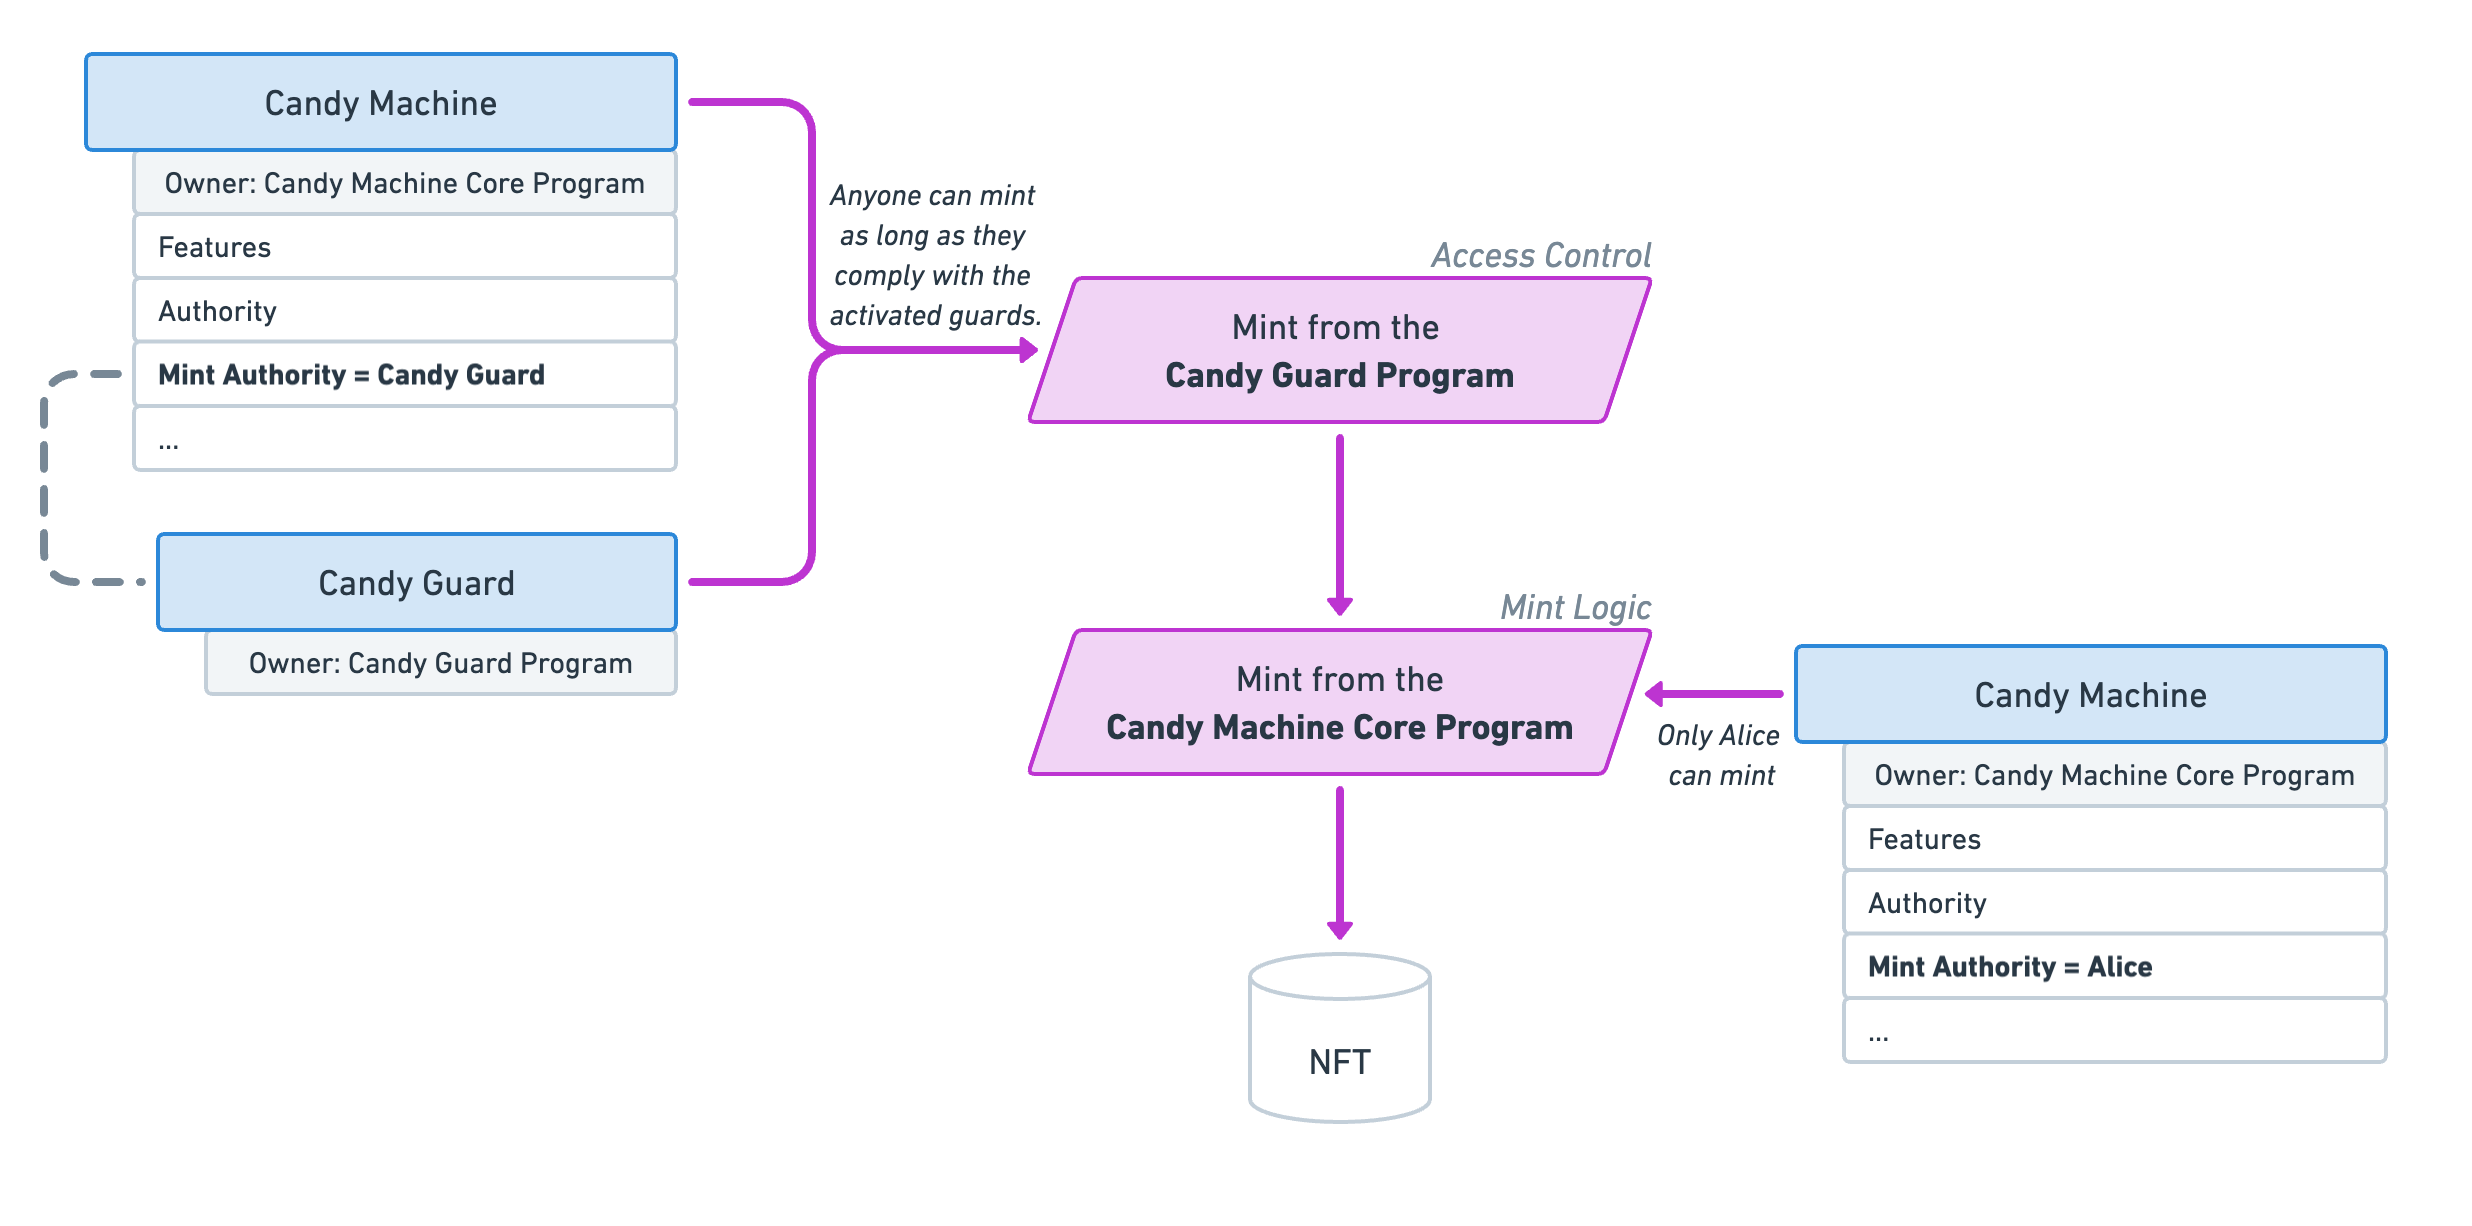 Candy Machine
Owner: Candy Machine Core Program
Features
Authority
Mint Authority = Candy Guard
...
Candy Guard
Owner: Candy Guard Program
Anyone can mint
as long as they
comply with the
activated guards.
Access Control
Mint from the
Candy Guard Program
Mint Logic
Mint from the
Candy Machine Core Program
NFT
Only Alice
can mint
Candy Machine
Owner: Candy Machine Core Program
Features
Authority
Mint Authority = Alice
...